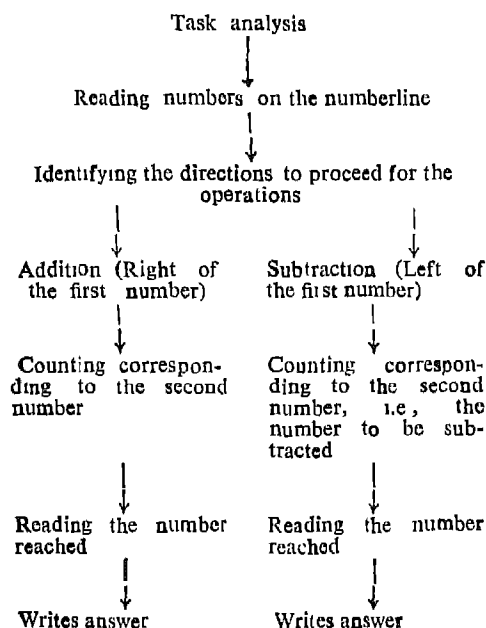 Task analysis
Reading numbers on the numberline
Identifying the directions to proceed for the
operations
Addition (Right of
the first number)
Subtraction (Left of
the first number)
Counting correspon-
ding to the second
number
Counting correspon-
ding to the second
number, i.e, the
number to be sub-
tracted
Reading the number
reached
Reading the number
reached
Writes answer
Writes answer